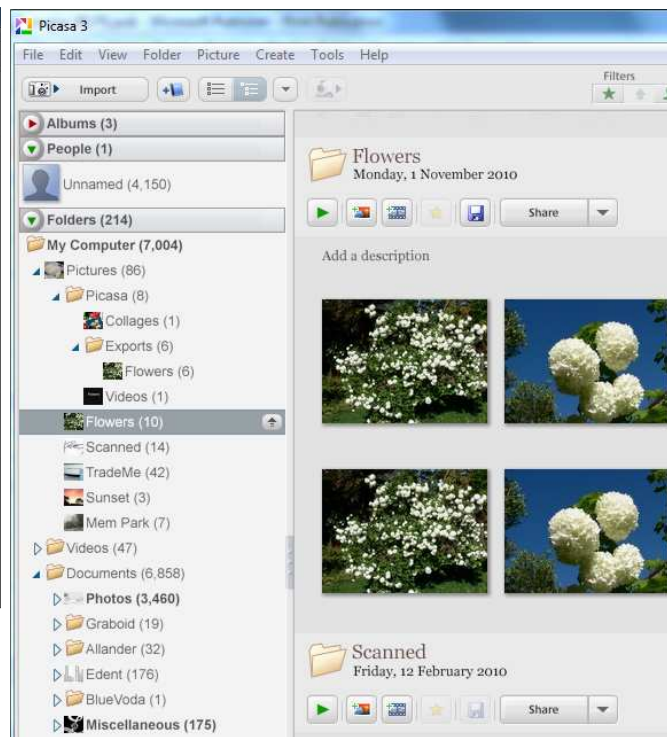 Picasa 3
File Edit View Folder Picture Create Tools Help
Import
Filters
Albums (3)
People (1)
Unnamed (4,150)
Folders (214)
My Computer (7,004)
Pictures (86)
Picasa (8)
Collages (1)
Exports (6)
Flowers (6)
Videos (1)
Flowers (10)
Scanned (14)
TradeMe (42)
Sunset (3)
Mem Park (7)
Videos (47)
Documents (6,858)
Photos (3,460)
Graboid (19)
Allander (32)
Edent (176)
BlueVoda (1)
Miscellaneous (175)
Flowers
Monday, 1 November 2010
Share
Add a description
Scanned
Friday, 12 February 2010
Share